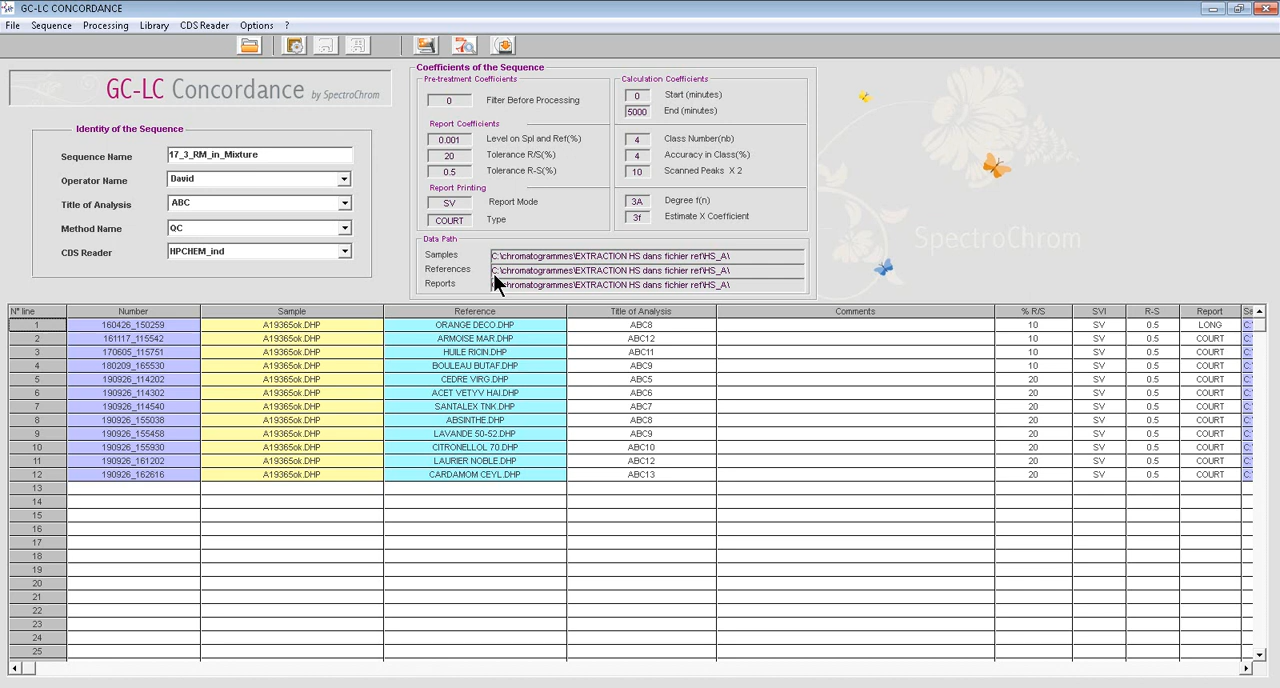 GC-LC CONCORDANCE
File Sequence Processing Library CDS Reader Options ?
GC-LC Concordance by SpectroChrom
Identity of the Sequence
Sequence Name 17_3_RM_in_Mixture
Operator Name David
Title of Analysis ABC
Method Name QC
CDS Reader HPCHEM_ind
Coefficients of the Sequence
Pre-treatment Coefficients
0 Filter Before Processing
Report Coefficients
0.001 Level on Spl and Ref(%)
20 Tolerance R/S(%)
0.5 Tolerance R-S(%)
Report Printing
SV Report Mode
COURT Type
Calculation Coefficients
0 Start (minutes)
5000 End (minutes)
4 Class Number(nb)
4 Accuracy in Class(%)
10 Scanned Peaks X 2
3A Degree f(n)
3f Estimate X Coefficient
Data Path
Samples C:\chromatogrammes\EXTRACTION HS dans fichier ref\HS_A\
References C:\chromatogrammes\EXTRACTION HS dans fichier ref\HS_A\
Reports chromatogrammes\EXTRACTION HS dans fichier ref\HS_A\
SpectroChrom
N° line Number Sample Reference Title of Analysis Comments % R/S SVI R-S Report Se
1 160426_150259 A19365ok.DHP ORANGE DECO.DHP ABC8 10 SV 0.5 LONG C:
2 161117_115542 A19365ok.DHP ARMOISE MAR.DHP ABC12 10 SV 0.5 COURT C:
3 170605_115751 A19365ok.DHP HUILE RICIN.DHP ABC11 10 SV 0.5 COURT C:
4 180209_165530 A19365ok.DHP BOULEAU BUTAF.DHP ABC9 10 SV 0.5 COURT C:
5 190926_114202 A19365ok.DHP CEDRE VIRG.DHP ABC5 20 SV 0.5 COURT C:
6 190926_114302 A19365ok.DHP ACET VETYV HAI.DHP ABC6 20 SV 0.5 COURT C:
7 190926_114540 A19365ok.DHP SANTALEX TNK.DHP ABC7 20 SV 0.5 COURT C:
8 190926_155038 A19365ok.DHP ABSINTHE.DHP ABC8 20 SV 0.5 COURT C:
9 190926_155458 A19365ok.DHP LAVANDE 50-52.DHP ABC9 20 SV 0.5 COURT C:
10 190926_155930 A19365ok.DHP CITRONELLOL 70.DHP ABC10 20 SV 0.5 COURT C:
11 190926_161202 A19365ok.DHP LAURIER NOBLE.DHP ABC12 20 SV 0.5 COURT C:
12 190926_162616 A19365ok.DHP CARDAMOM CEYL.DHP ABC13 20 SV 0.5 COURT C:
13
14
15
16
17
18
19
20
21
22
23
24
25